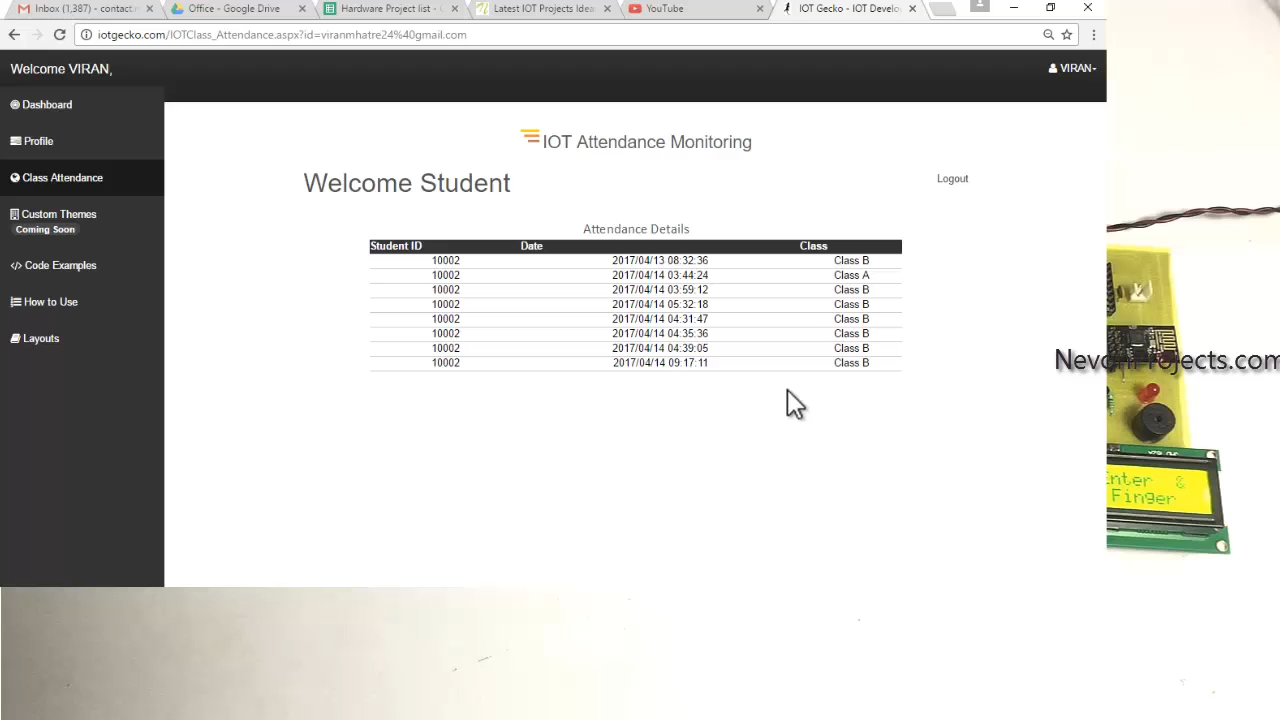 Inbox (1,387) - contact.n
Office - Google Drive
Hardware Project list -
Latest IOT Projects Idea
YouTube
IOT Gecko - IOT Develo
iotgecko.com/IOTClass_Attendance.aspx?id=viranmhatre24%40gmail.com
Welcome VIRAN,
VIRAN
Dashboard
Profile
Class Attendance
Custom Themes
Coming Soon
Code Examples
How to Use
Layouts
IOT Attendance Monitoring
Welcome Student
Logout
Attendance Details
Student ID Date Class
10002 2017/04/13 08:32:36 Class B
10002 2017/04/14 03:44:24 Class A
10002 2017/04/14 03:59:12 Class B
10002 2017/04/14 05:32:18 Class B
10002 2017/04/14 04:31:47 Class B
10002 2017/04/14 04:35:36 Class B
10002 2017/04/14 04:39:05 Class B
10002 2017/04/14 09:17:11 Class B
NevonProjects.com
Enter &
Finger